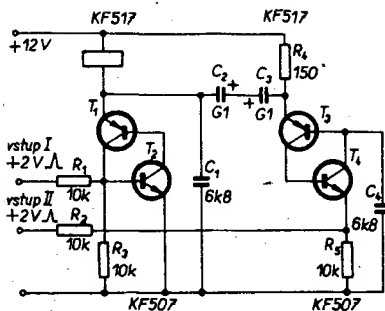 KF517
KF517
+12V
R4
150
C2
C3
G1
G1
T1
T3
T2
T4
vstup I
+2V
R1
10k
C1
6k8
C4
6k8
vstup II
+2V
R2
10k
R3
10k
R5
10k
KF507
KF507